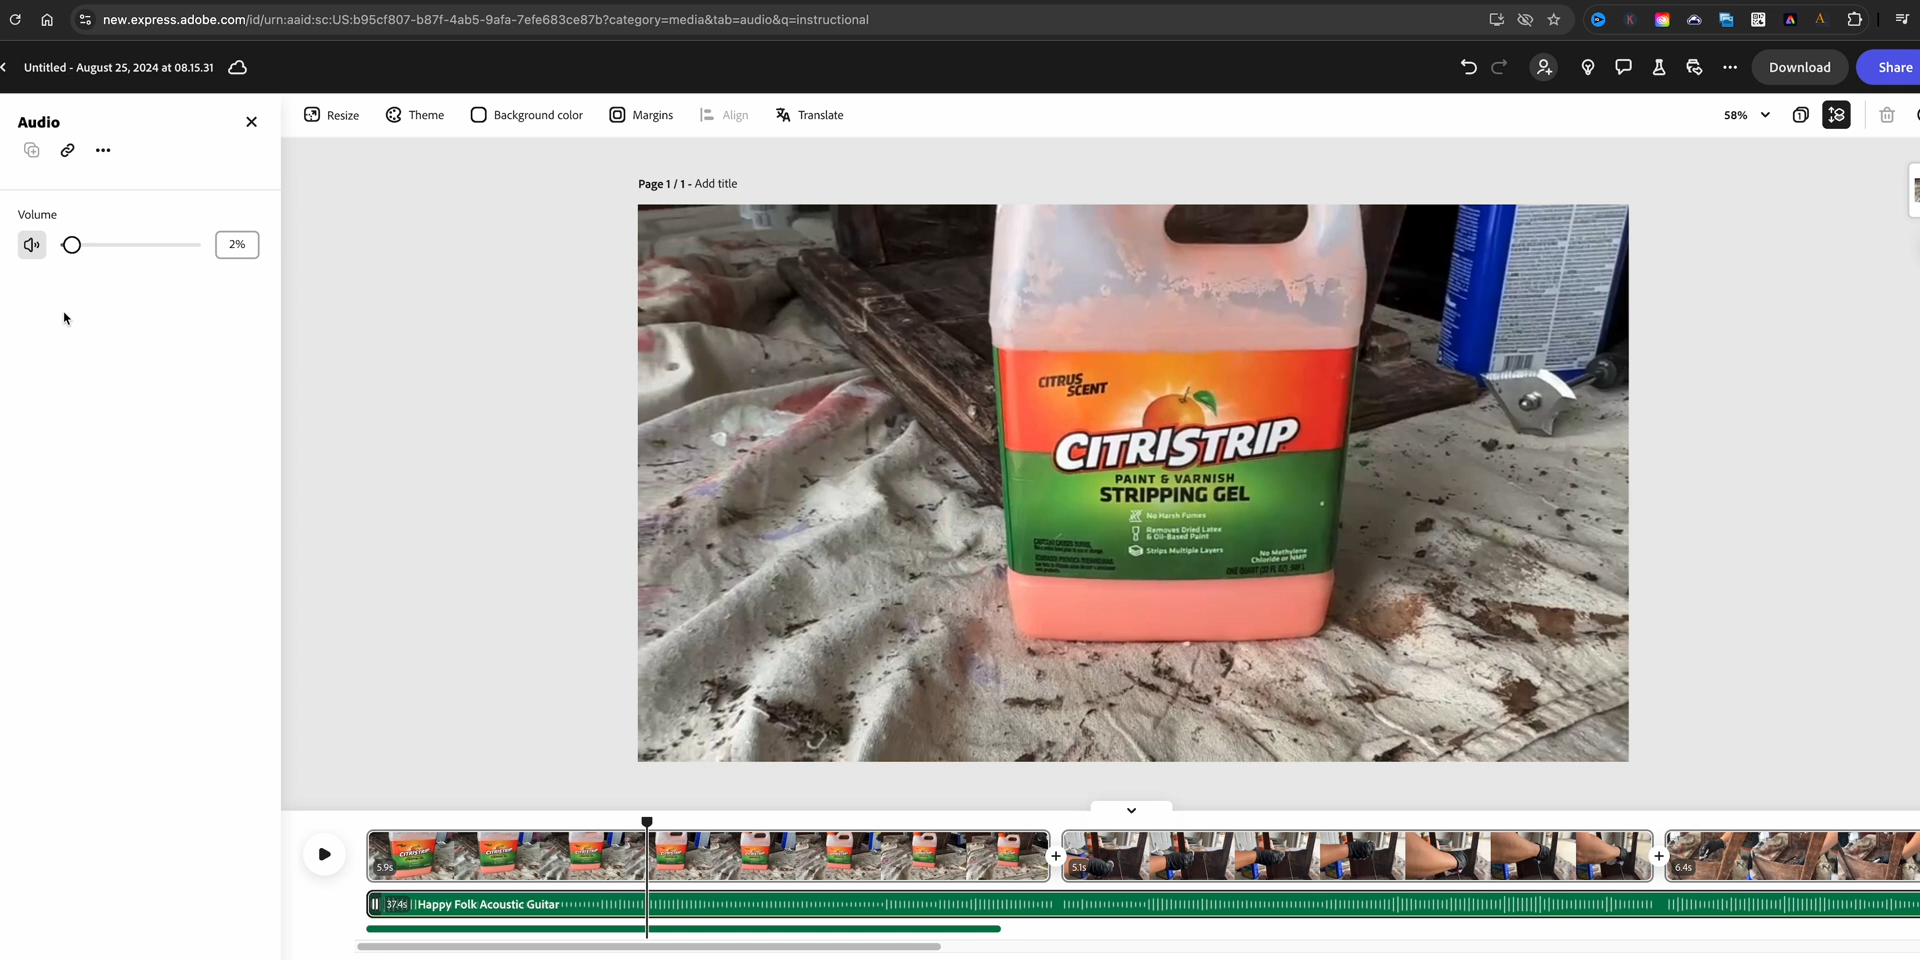 new.express.adobe.com/id/urn:aaid:sc:US:b95cf807-b87f-4ab5-9afa-7efe683ce87b?category=media&tab=audio&q=instructional
Untitled - August 25, 2024 at 08.15.31
Download
Share
Audio
Resize
Theme
Background color
Margins
Align
Translate
58%
Page 1 / 1 - Add title
Volume
2%
CITRUS
SCENT
CITRISTRIP
PAINT & VARNISH
STRIPPING GEL
No Harsh Fumes
Removes Dried Latex
& Oil-Based Paint
Strips Multiple Layers
No Methylene
Chloride or NMP
5.9s
5.1s
6.4s
37.4s
Happy Folk Acoustic Guitar